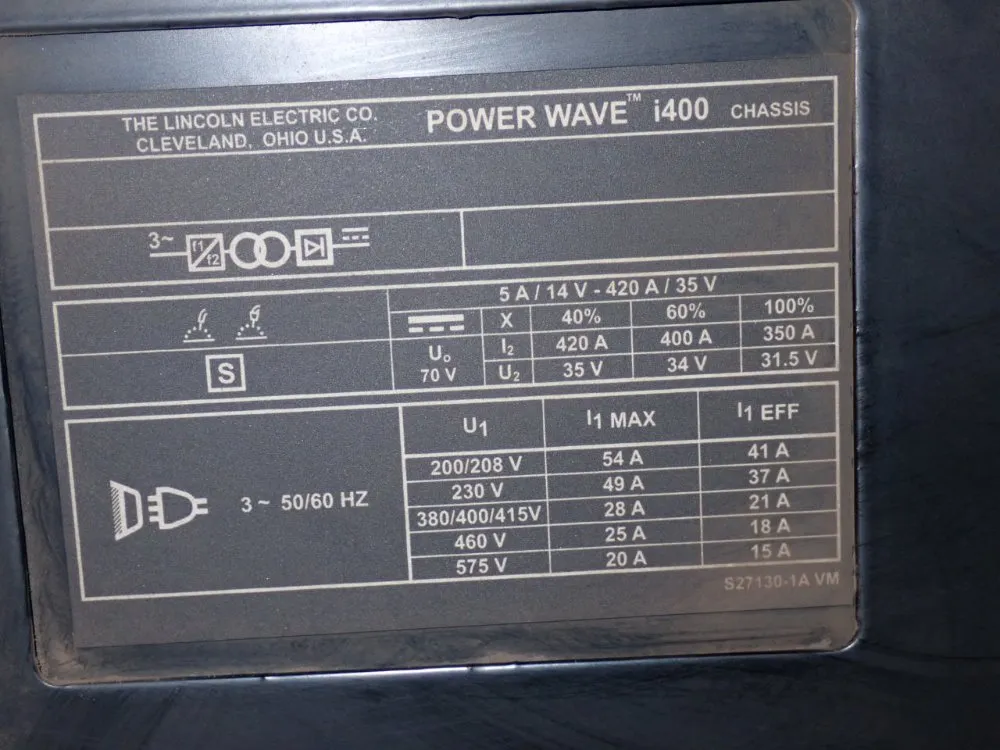 THE LINCOLN ELECTRIC CO.
CLEVELAND, OHIO U.S.A.
POWER WAVE™ i400 CHASSIS
3~ f1 f2
5 A / 14 V - 420 A / 35 V
X 40% 60% 100%
I2 420 A 400 A 350 A
U2 35 V 34 V 31.5 V
Uo
70 V
S
U1 I1 MAX I1 EFF
200/208 V 54 A 41 A
230 V 49 A 37 A
380/400/415V 28 A 21 A
460 V 25 A 18 A
575 V 20 A 15 A
3 ~ 50/60 HZ
S27130-1A VM